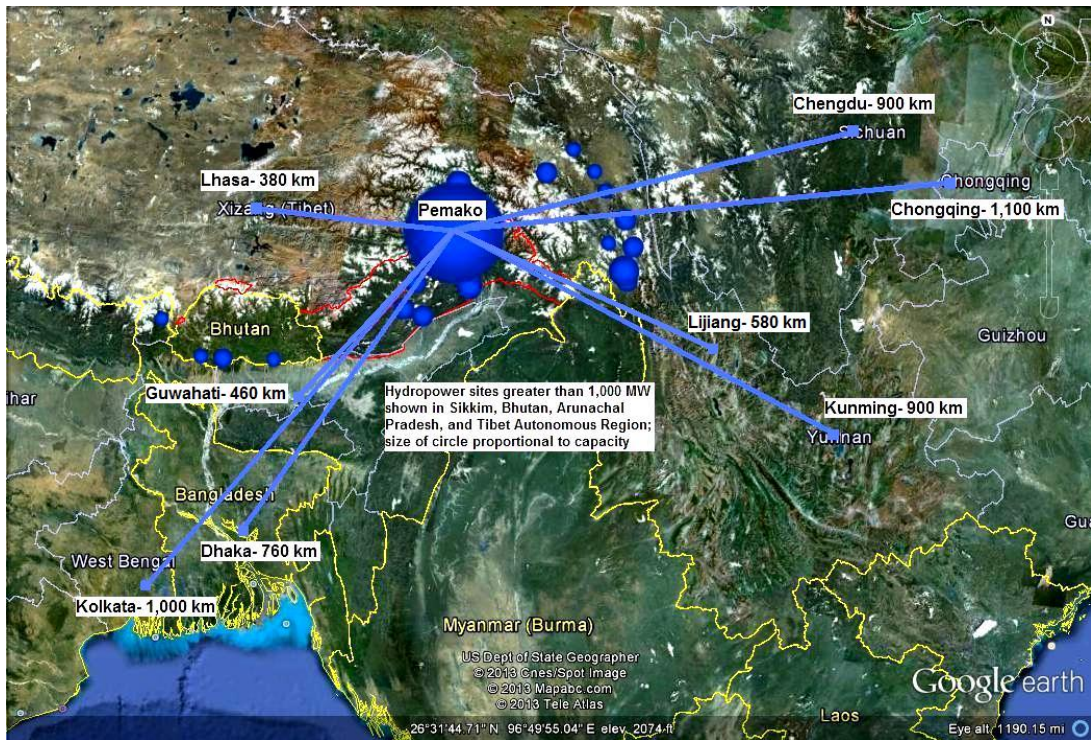 N
Chengdu- 900 km
Sichuan
Lhasa- 380 km
Xizang (Tibet)
Pemako
Chongqing
Chongqing- 1,100 km
Bhutan
Lijiang- 580 km
Guizhou
Guwahati- 460 km
ihar
Hydropower sites greater than 1,000 MW
shown in Sikkim, Bhutan, Arunachal
Pradesh, and Tibet Autonomous Region;
size of circle proportional to capacity
Kunming- 900 km
Yunnan
Bangladesh
Gua
Dhaka- 760 km
West Bengal
Kolkata- 1,000 km
Myanmar (Burma)
US Dept of State Geographer
© 2013 Cnes/Spot Image
© 2013 Mapabc.com
© 2013 Tele Atlas
Google earth
Laos
26°31'44.71" N 96°49'55.04" E elev 2074 ft
Eye alt 1190.15 mi